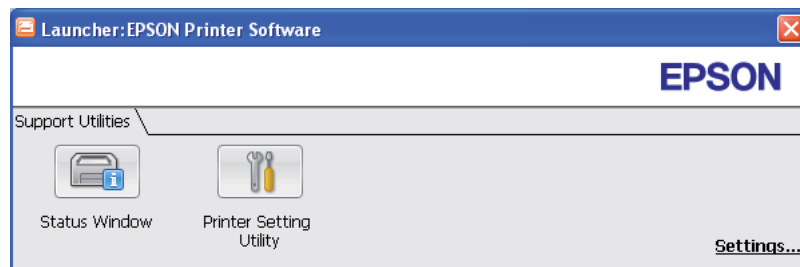 Launcher:EPSON Printer Software
EPSON
Support Utilities
Status Window
Printer Setting
Utility
Settings...